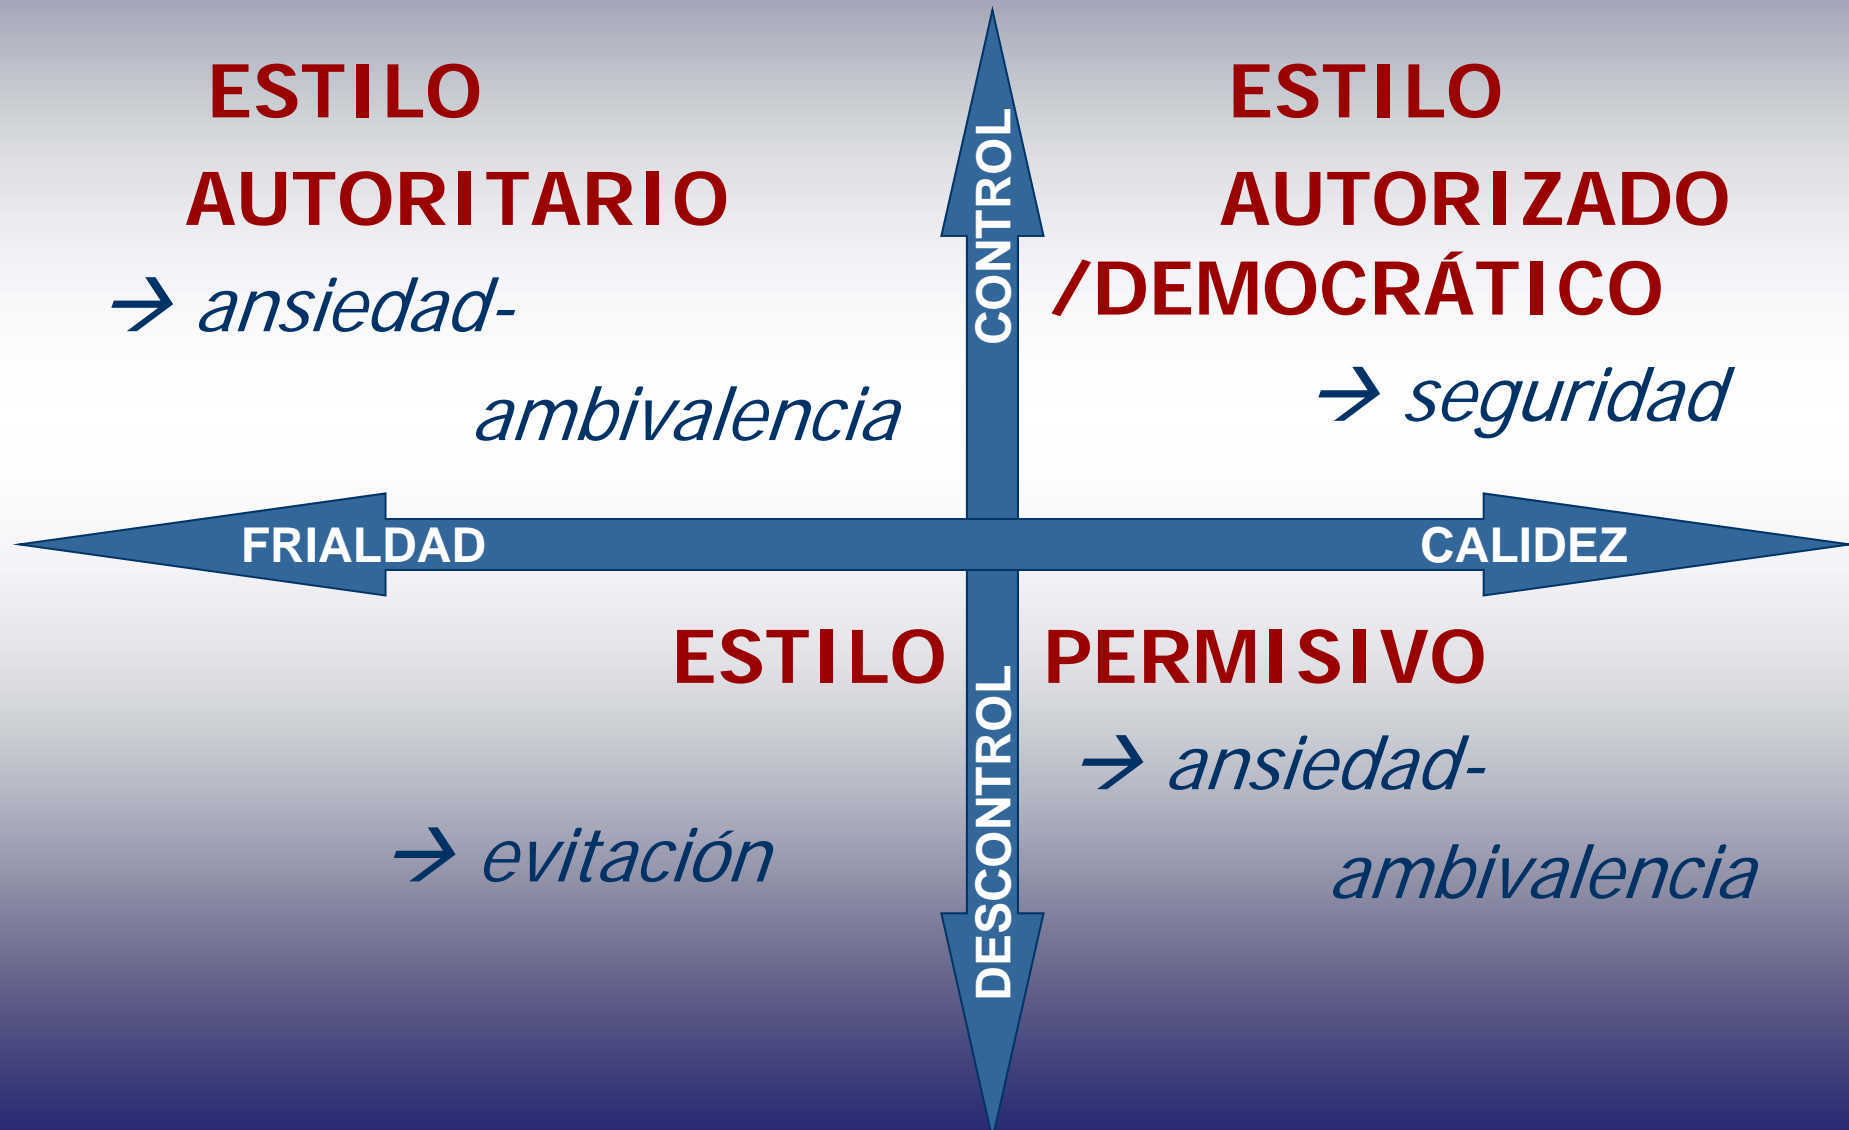 ESTILO
AUTORITARIO
→ ansiedad-
ambivalencia
CONTROL
ESTILO
AUTORIZADO
/DEMOCRÁTICO
→ seguridad
FRIALDAD
CALIDEZ
ESTILO PERMISIVO
→ evitación
DESCONTROL
→ ansiedad-
ambivalencia